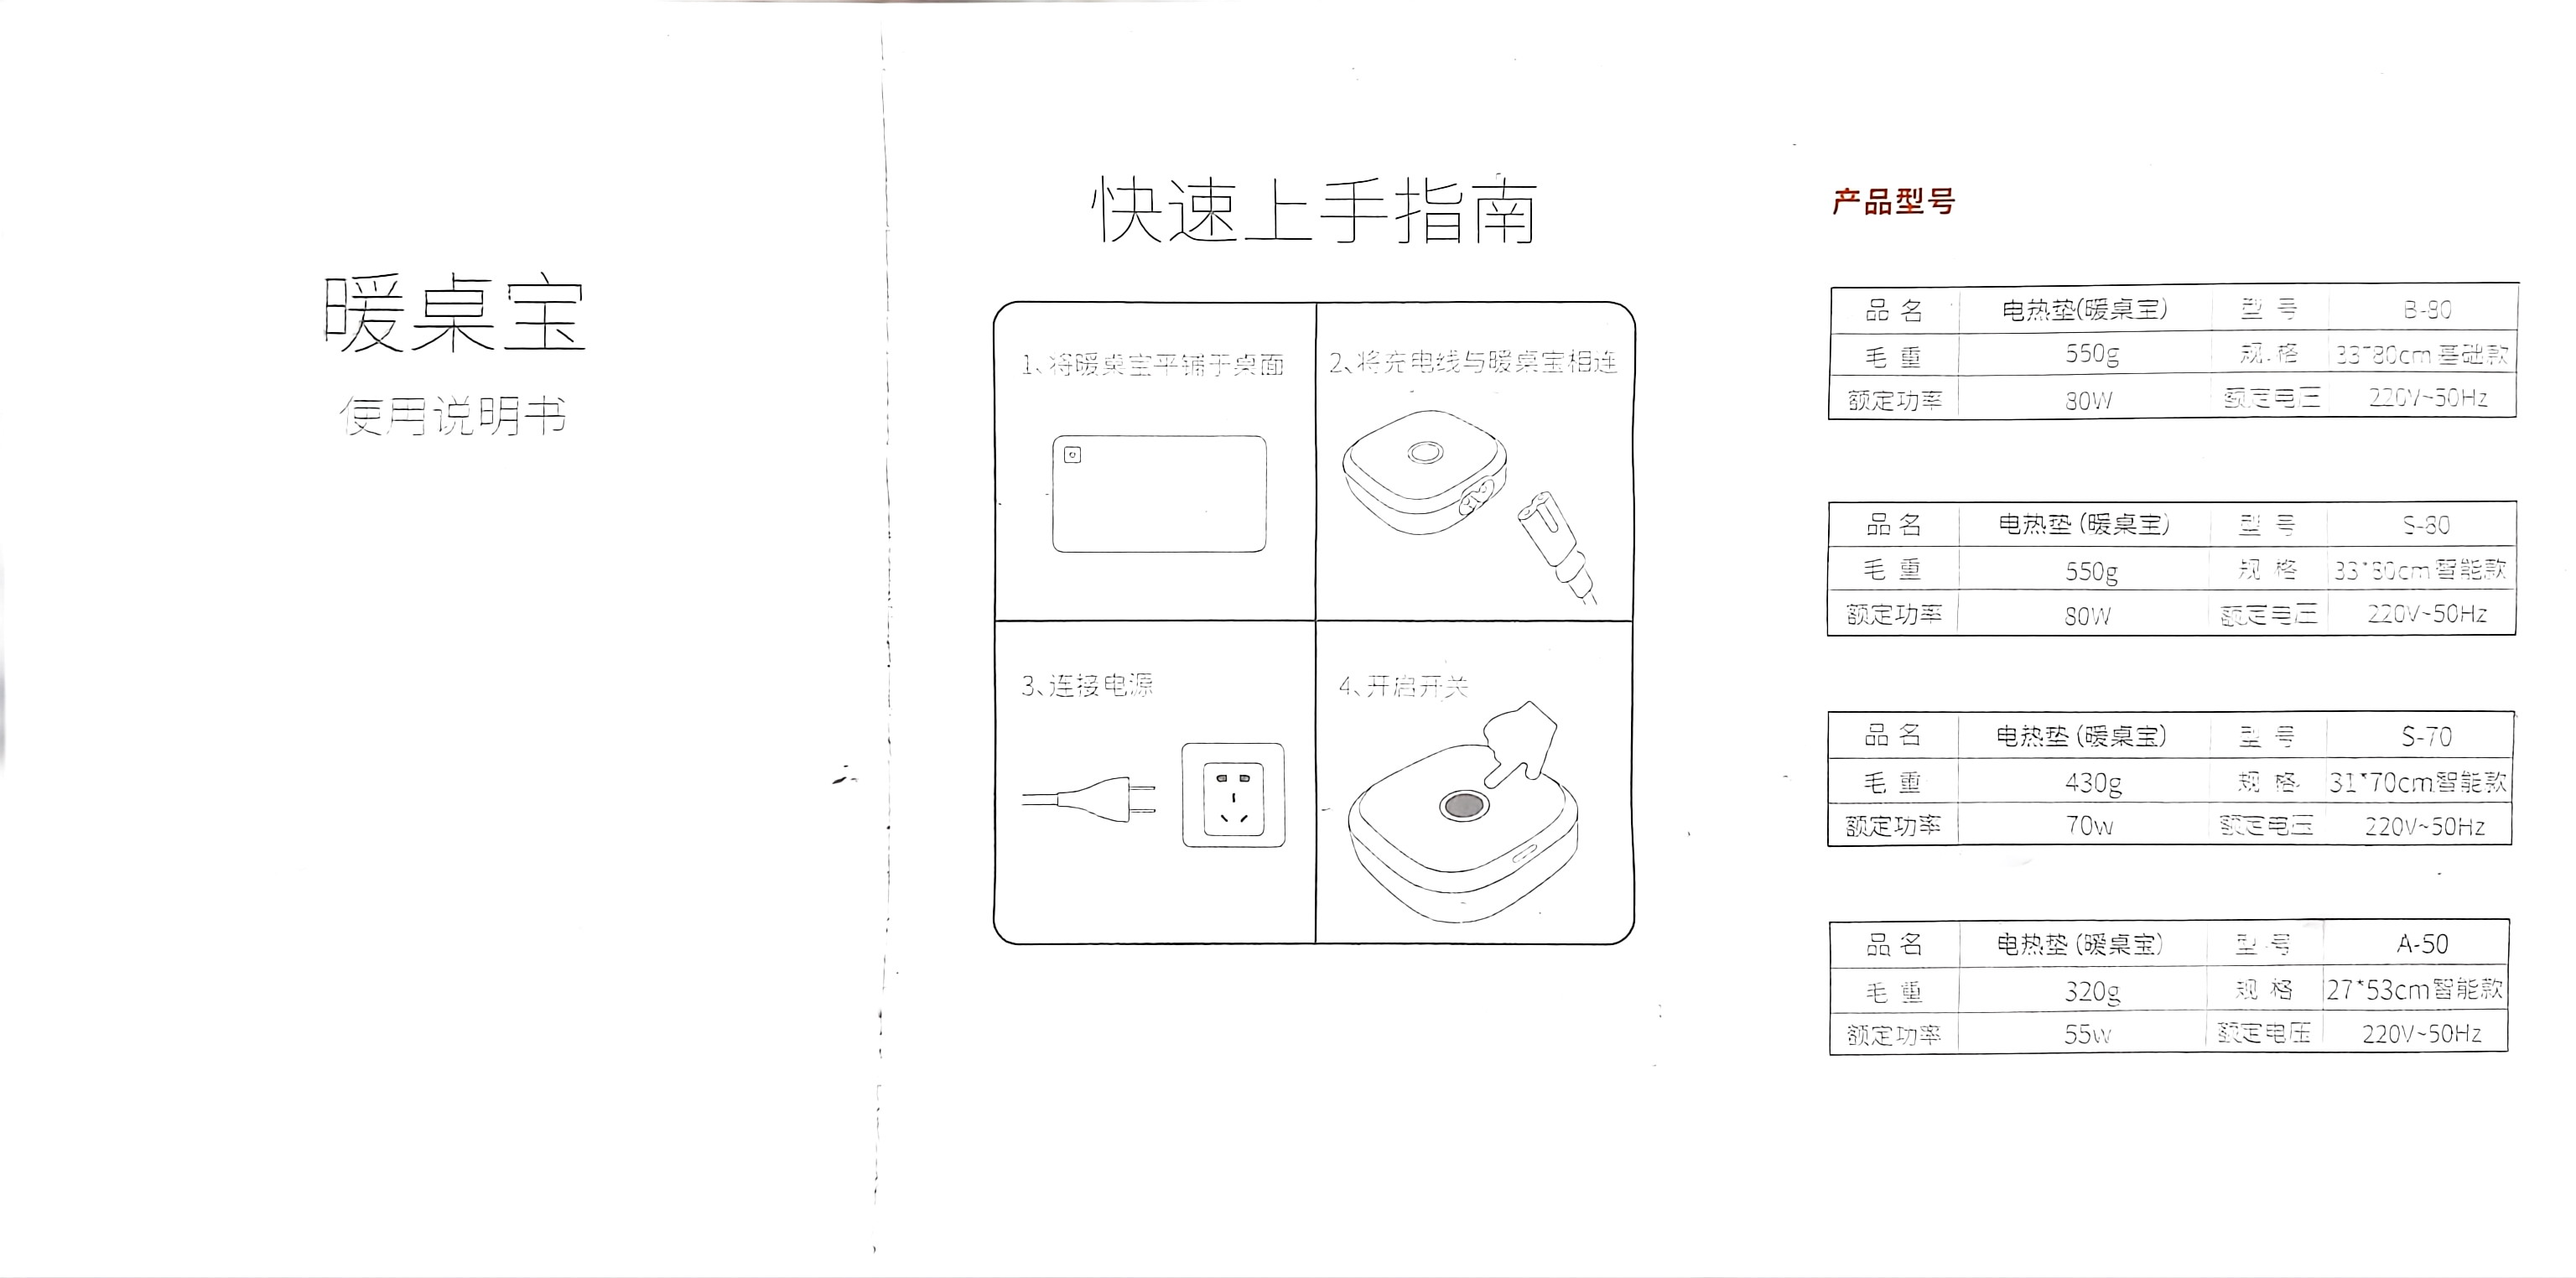 暖桌宝
使用说明书
快速上手指南
1、将暖桌宝平铺于桌面
2、将充电线与暖桌宝相连
3、连接电源
4、开启开关
产品型号
品 名 电热垫(暖桌宝) 型 号 B-80
毛 重 550g 规 格 33*80cm 基础款
额定功率 80W 额定电压 220V~50Hz
品 名 电热垫 (暖桌宝) 型 号 S-80
毛 重 550g 规 格 33*80cm 智能款
额定功率 80W 额定电压 220V~50Hz
品 名 电热垫 (暖桌宝) 型 号 S-70
毛 重 430g 规 格 31*70cm智能款
额定功率 70w 额定电压 220V~50Hz
品 名 电热垫 (暖桌宝) 型 号 A-50
毛 重 320g 规 格 27*53cm智能款
额定功率 55w 额定电压 220V~50Hz